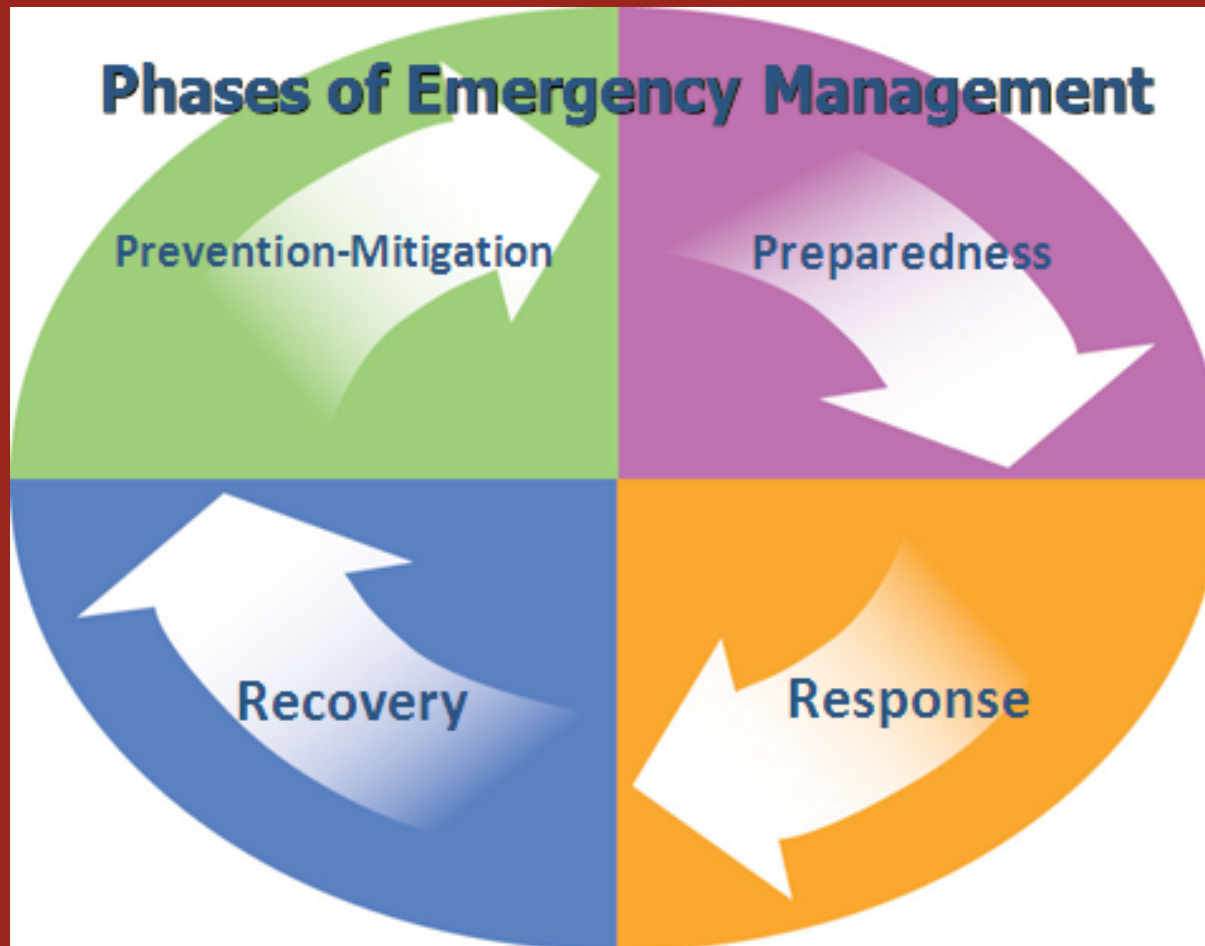 Phases of Emergency Management
Prevention-Mitigation
Preparedness
Recovery
Response